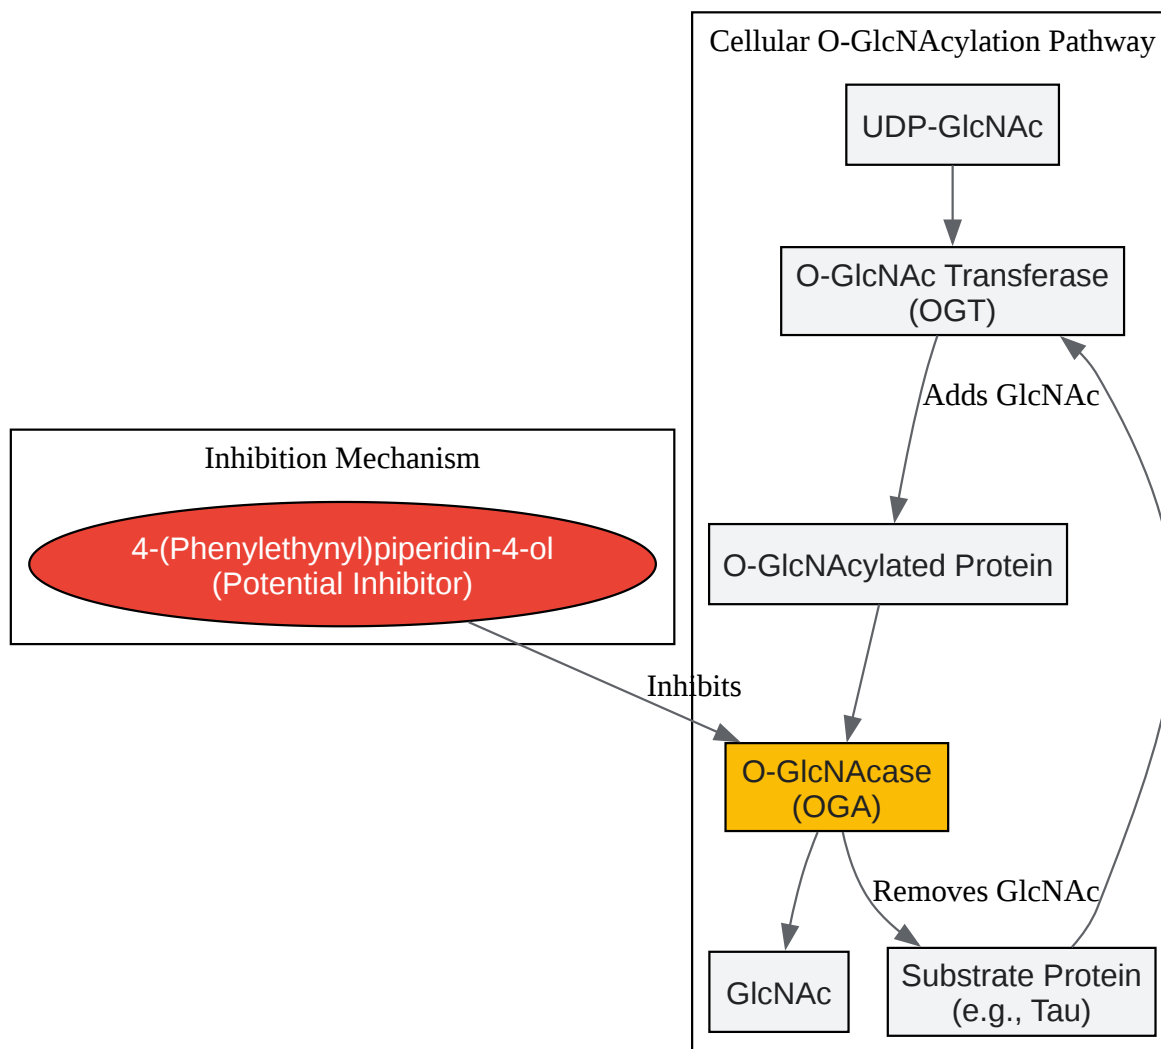 Cellular O-GlcNAcylation Pathway
UDP-GlcNAc
O-GlcNAc Transferase
(OGT)
Adds GlcNAc
Inhibition Mechanism
4-(Phenylethynyl)piperidin-4-ol
(Potential Inhibitor)
O-GlcNAcylated Protein
Inhibits
O-GlcNAcase
(OGA)
Removes GlcNAc
GlcNAc
Substrate Protein
(e.g., Tau)